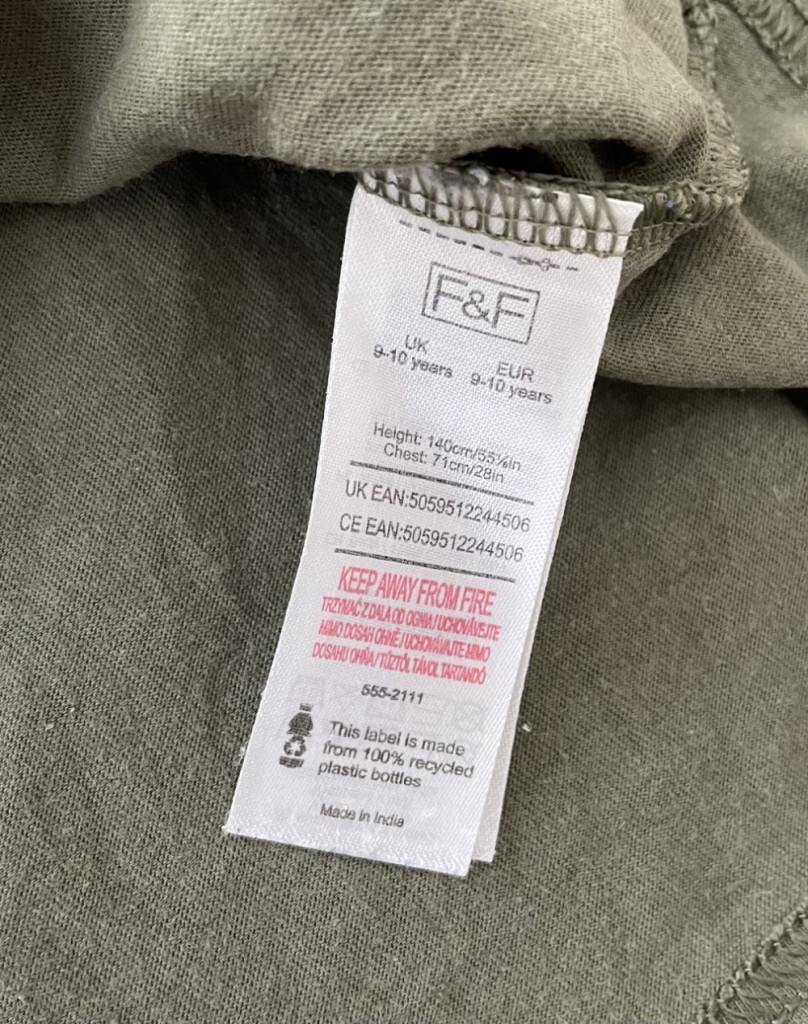 F&F
UK
9-10 years
EUR
9-10 years
Height: 140cm/55⅛in
Chest: 71cm/28in
UK EAN:5059512244506
CE EAN:5059512244506
KEEP AWAY FROM FIRE
TRZYMAĆ Z DALA OD OGNIA/UCHOVÁVEJTE
MIMO DOSAH OHNĚ/UCHOVÁVAJTE MIMO
DOSAHU OHŇA/TŰZTŐL TÁVOL TARTANDÓ
555-2111
This label is made
from 100% recycled
plastic bottles
Made in India